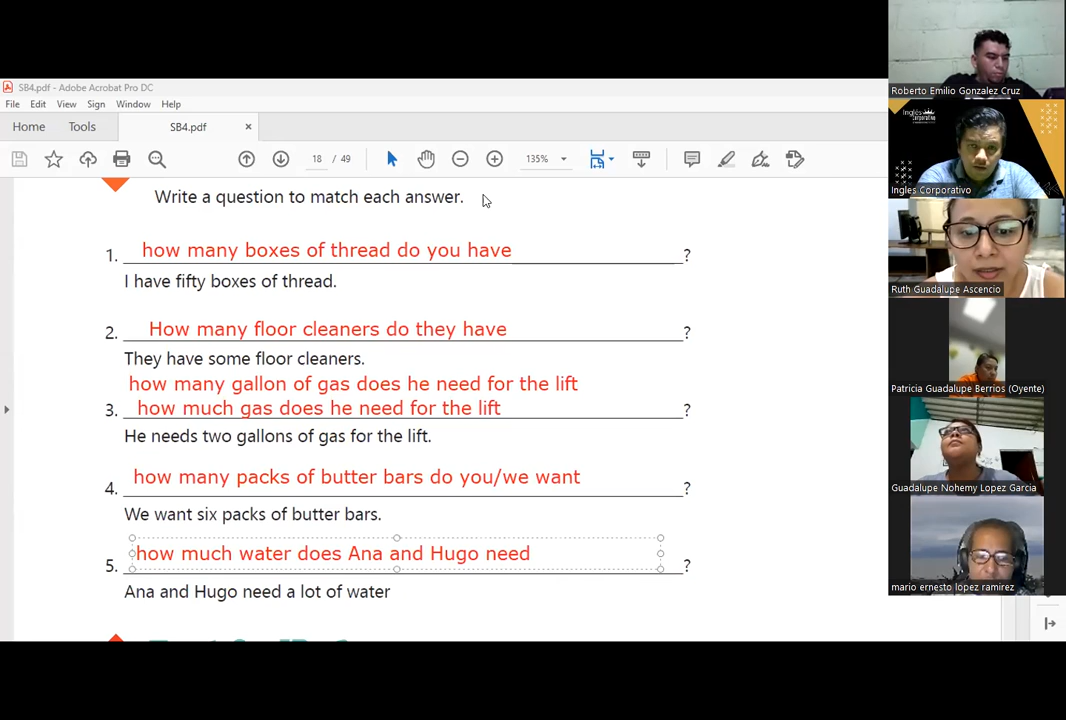 SB4.pdf - Adobe Acrobat Pro DC
File Edit View Sign Window Help
Home Tools SB4.pdf ×
18 / 49 135%
Write a question to match each answer.
1. how many boxes of thread do you have ?
I have fifty boxes of thread.
2. How many floor cleaners do they have ?
They have some floor cleaners.
how many gallon of gas does he need for the lift
3. how much gas does he need for the lift ?
He needs two gallons of gas for the lift.
4. how many packs of butter bars do you/we want ?
We want six packs of butter bars.
5. how much water does Ana and Hugo need ?
Ana and Hugo need a lot of water
Roberto Emilio Gonzalez Cruz
Inglés
Corporativo
Ingles Corporativo
Ruth Guadalupe Ascencio
Patricia Guadalupe Berrios (Oyente)
Guadalupe Nohemy Lopez Garcia
mario ernesto lopez ramirez